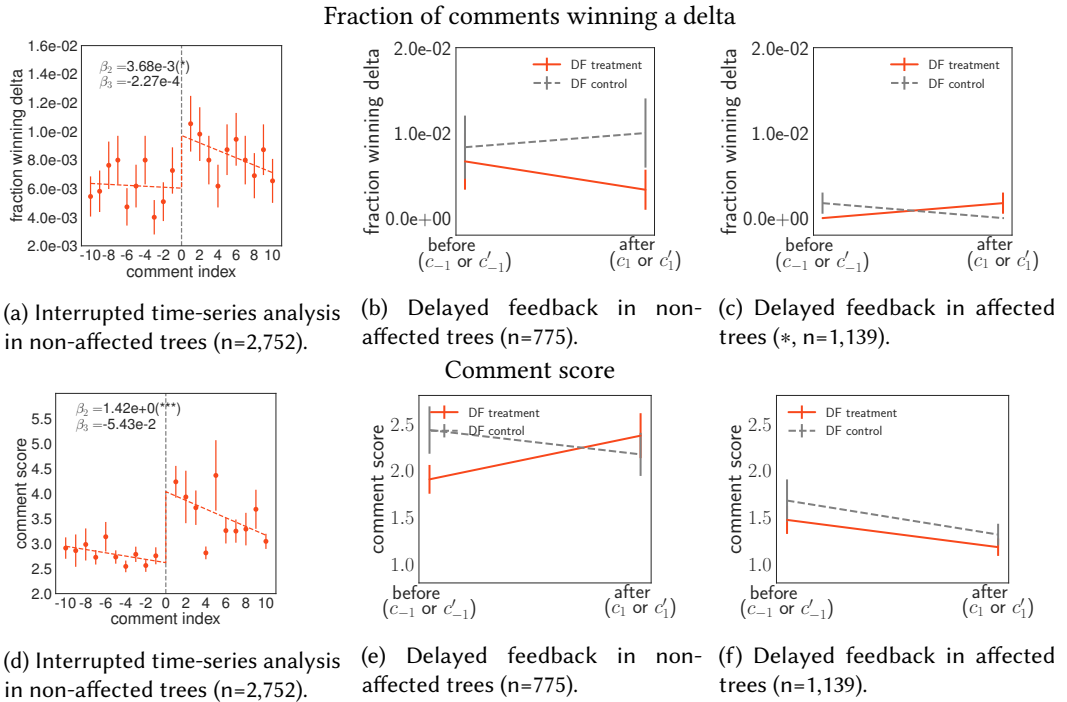 Fraction of comments winning a delta
fraction winning delta
1.6e-02
1.4e-02
1.2e-02
1.0e-02
8.0e-03
6.0e-03
4.0e-03
2.0e-03
β₂ =3.68e-3(*)
β₃ =-2.27e-4
-10 -8 -6 -4 -2 0 2 4 6 8 10
comment index
(a) Interrupted time-series analysis
in non-affected trees (n=2,752).
fraction winning delta
2.0e-02
1.0e-02
0.0e+00
DF treatment
DF control
before
(c₋₁ or c′₋₁)
after
(c₁ or c′₁)
(b) Delayed feedback in non-
affected trees (n=775).
fraction winning delta
2.0e-02
1.0e-02
0.0e+00
DF treatment
DF control
before
(c₋₁ or c′₋₁)
after
(c₁ or c′₁)
(c) Delayed feedback in affected
trees (∗, n=1,139).
Comment score
comment score
5.5
5.0
4.5
4.0
3.5
3.0
2.5
2.0
β₂ =1.42e+0(***)
β₃ =-5.43e-2
-10 -8 -6 -4 -2 0 2 4 6 8 10
comment index
(d) Interrupted time-series analysis
in non-affected trees (n=2,752).
comment score
2.5
2.0
1.5
1.0
DF treatment
DF control
before
(c₋₁ or c′₋₁)
after
(c₁ or c′₁)
(e) Delayed feedback in non-
affected trees (n=775).
comment score
2.5
2.0
1.5
1.0
DF treatment
DF control
before
(c₋₁ or c′₋₁)
after
(c₁ or c′₁)
(f) Delayed feedback in affected
trees (n=1,139).